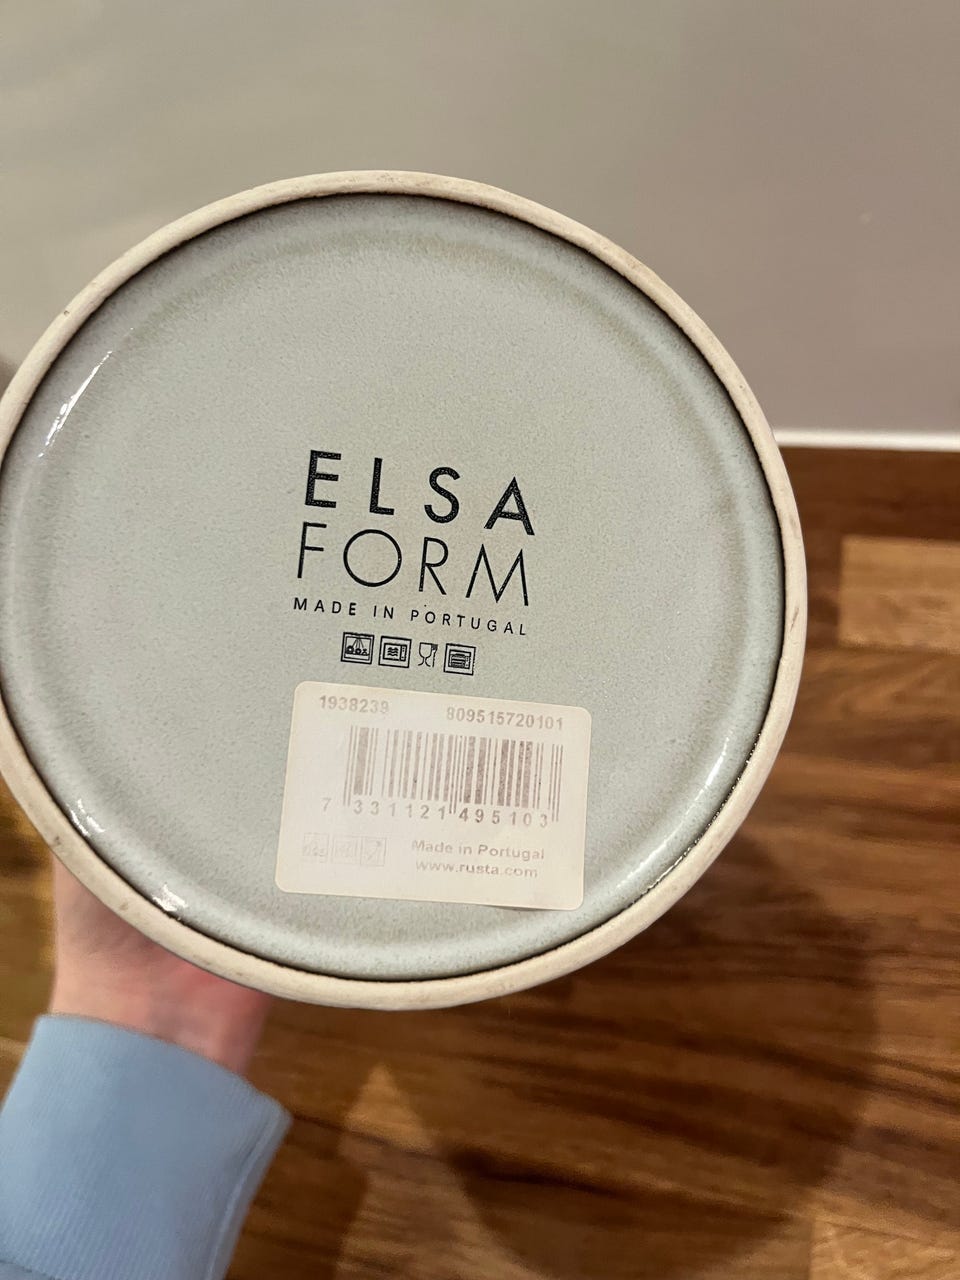 ELSA
FORM
MADE IN PORTUGAL
1938239 809515720101
7 331121 495103
Made in Portugal
www.rusta.com